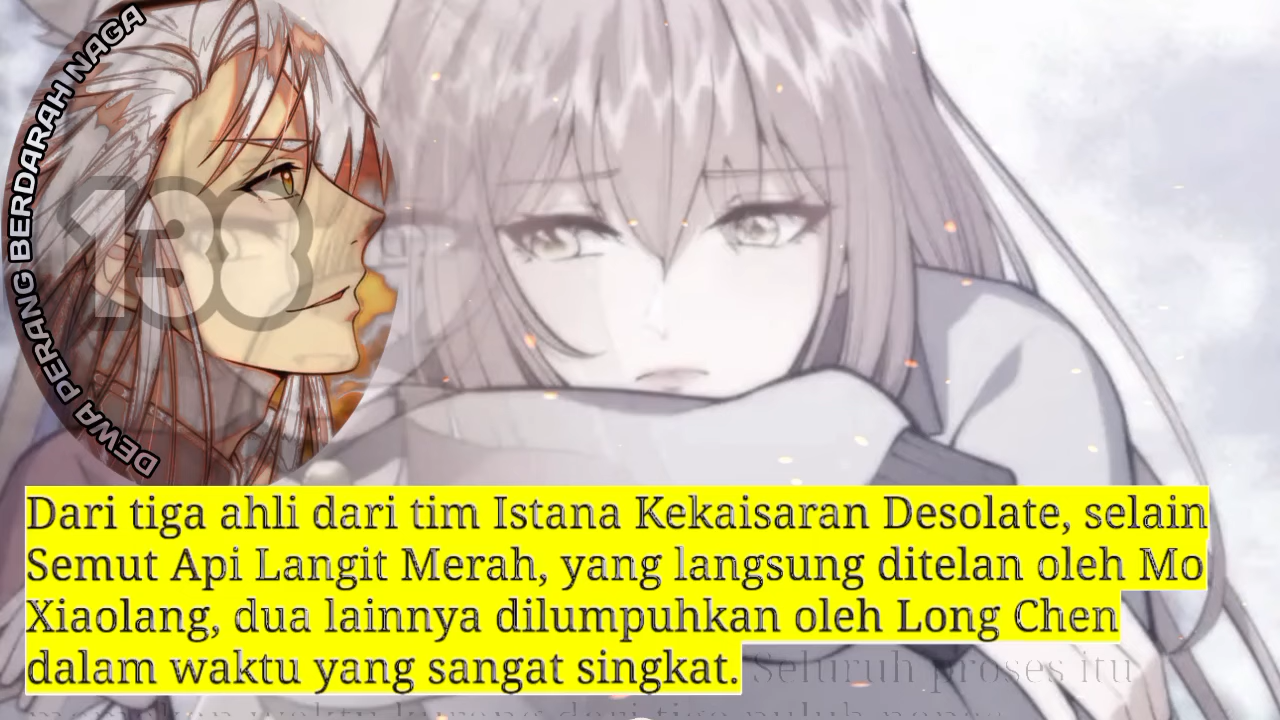 DEWA PERANG BERDARAH NAGA
138
Dari tiga ahli dari tim Istana Kekaisaran Desolate, selain
Semut Api Langit Merah, yang langsung ditelan oleh Mo
Xiaolang, dua lainnya dilumpuhkan oleh Long Chen
dalam waktu yang sangat singkat. Seluruh proses itu